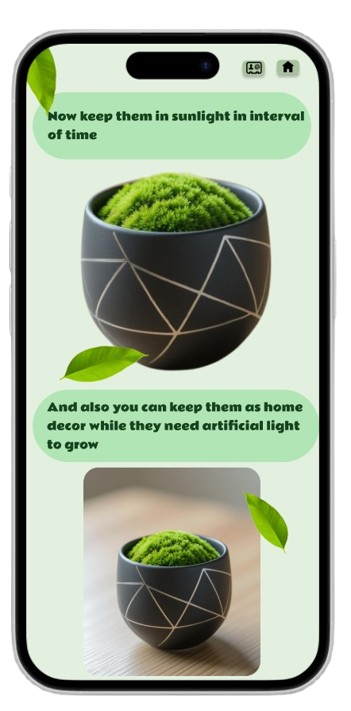 Now keep them in sunlight in interval
of time
And also you can keep them as home
decor while they need artificial light
to grow